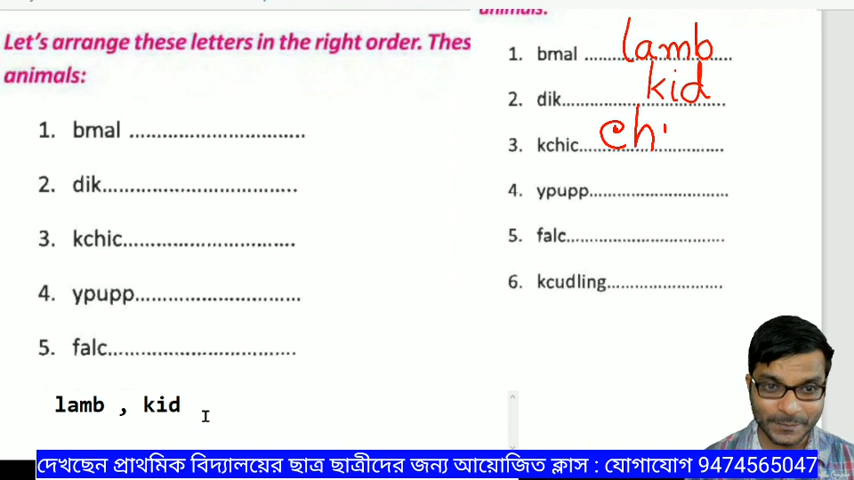 Let's arrange these letters in the right order. Thes
animals:
1. bmal ................................
2. dik...................................
3. kchic................................
4. ypupp..............................
5. falc..................................
lamb , kid
animals:
1. bmal .......lamb.......
2. dik.......kid.......
3. kchic.......chi.......
4. ypupp..............................
5. falc..................................
6. kcudling.........................
দেখছেন প্রাথমিক বিদ্যালয়ের ছাত্র ছাত্রীদের জন্য আয়োজিত ক্লাস : যোগাযোগ 9474565047